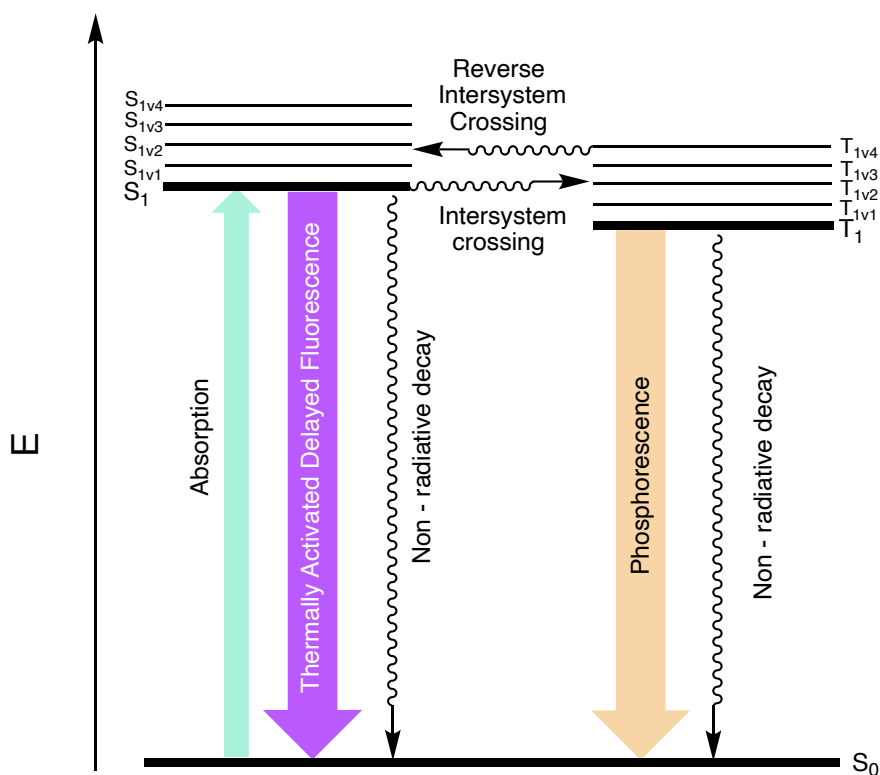 Reverse
Intersystem
Crossing
S1v4
S1v3
S1v2
S1v1
S1
T1v4
T1v3
T1v2
T1v1
T1
Intersystem
crossing
E
Absorption
Thermally Activated Delayed Fluorescence
Non - radiative decay
Phosphorescence
Non - radiative decay
S0